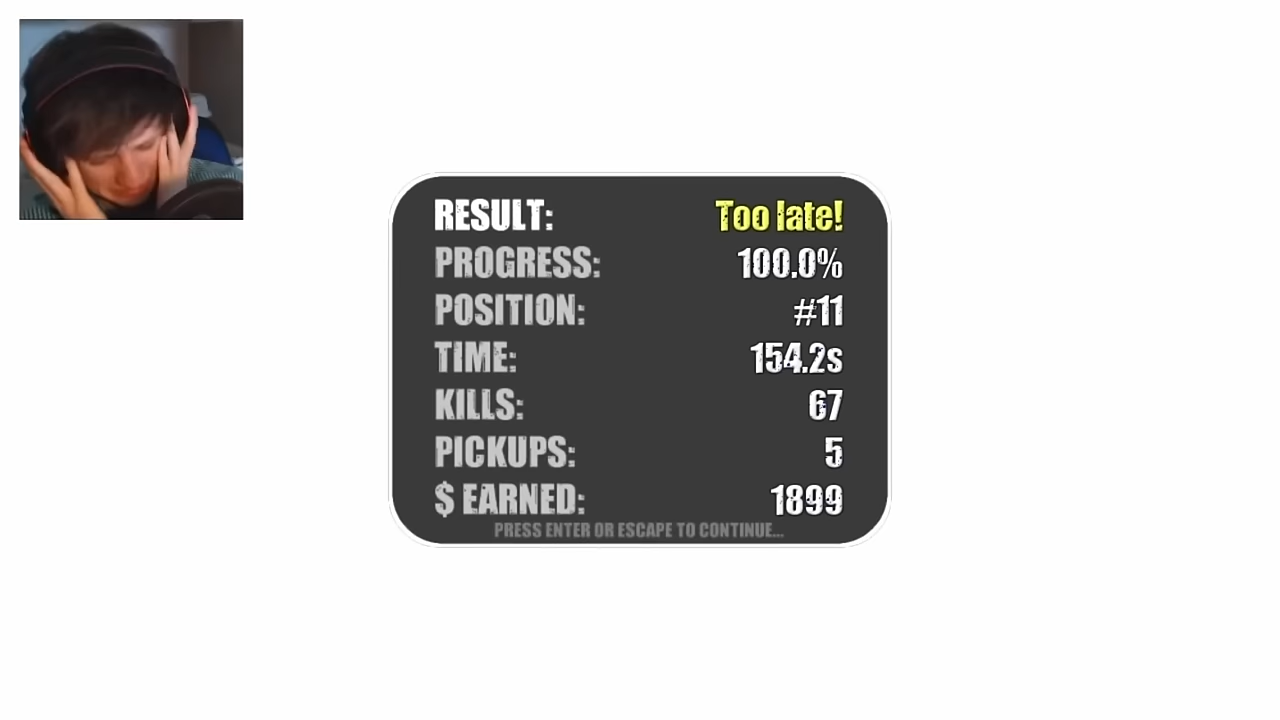 RESULT: Too late!
PROGRESS: 100.0%
POSITION: #11
TIME: 154.2s
KILLS: 67
PICKUPS: 5
$ EARNED: 1899
PRESS ENTER OR ESCAPE TO CONTINUE...